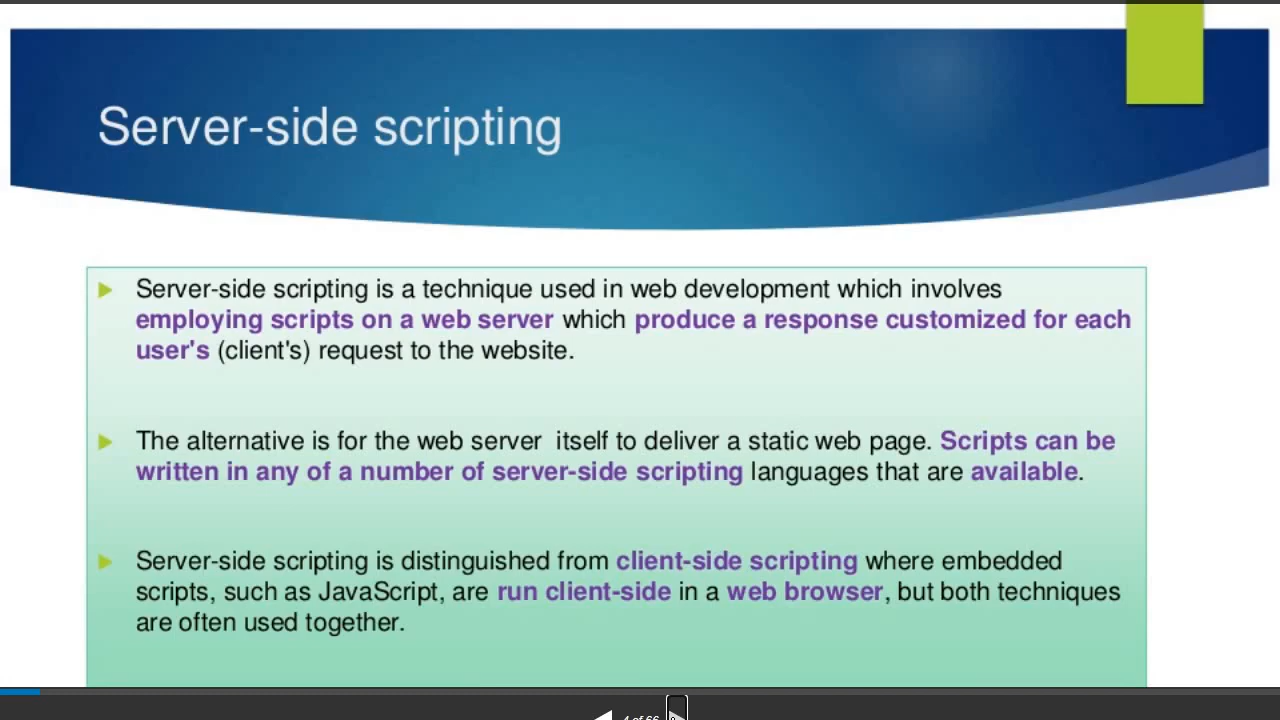 Server-side scripting
Server-side scripting is a technique used in web development which involves
employing scripts on a web server which produce a response customized for each
user's (client's) request to the website.
The alternative is for the web server itself to deliver a static web page. Scripts can be
written in any of a number of server-side scripting languages that are available.
Server-side scripting is distinguished from client-side scripting where embedded
scripts, such as JavaScript, are run client-side in a web browser, but both techniques
are often used together.
4 of 66